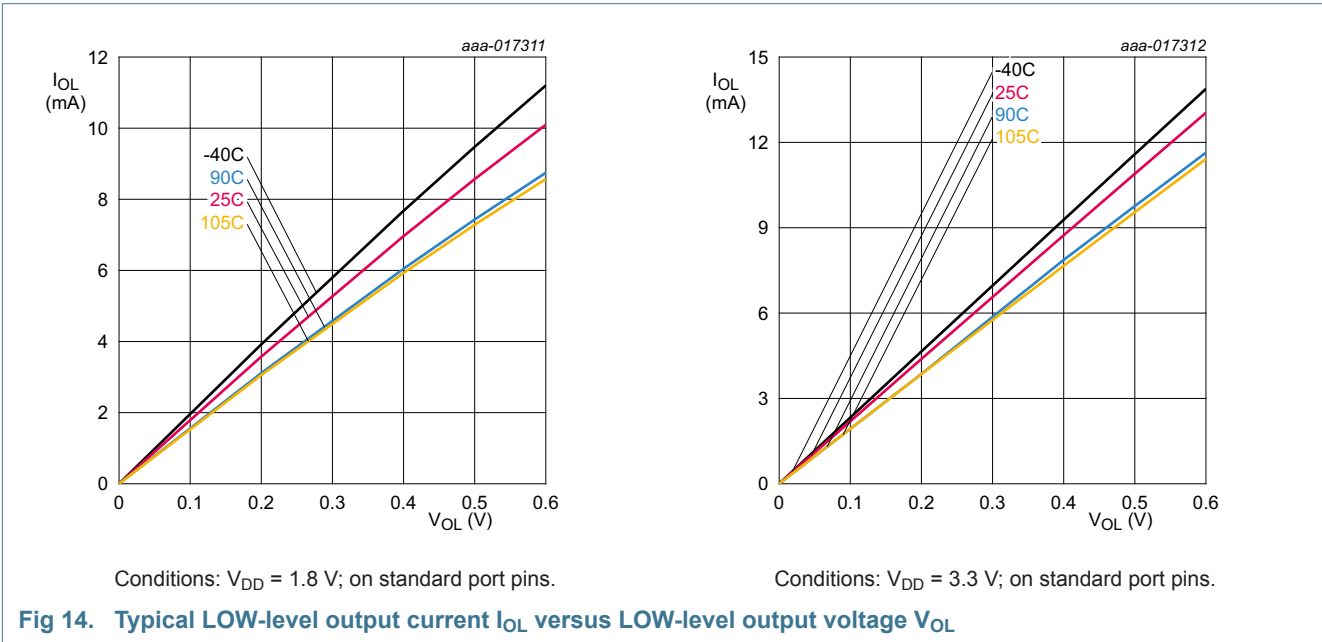 aaa-017311
12
I_OL
(mA)
10
8
6
4
2
0
-40C
90C
25C
105C
0 0.1 0.2 0.3 0.4 0.5 0.6
V_OL (V)
Conditions: V_DD = 1.8 V; on standard port pins.
aaa-017312
15
I_OL
(mA)
12
9
6
3
0
-40C
25C
90C
105C
0 0.1 0.2 0.3 0.4 0.5 0.6
V_OL (V)
Conditions: V_DD = 3.3 V; on standard port pins.
Fig 14. Typical LOW-level output current I_OL versus LOW-level output voltage V_OL